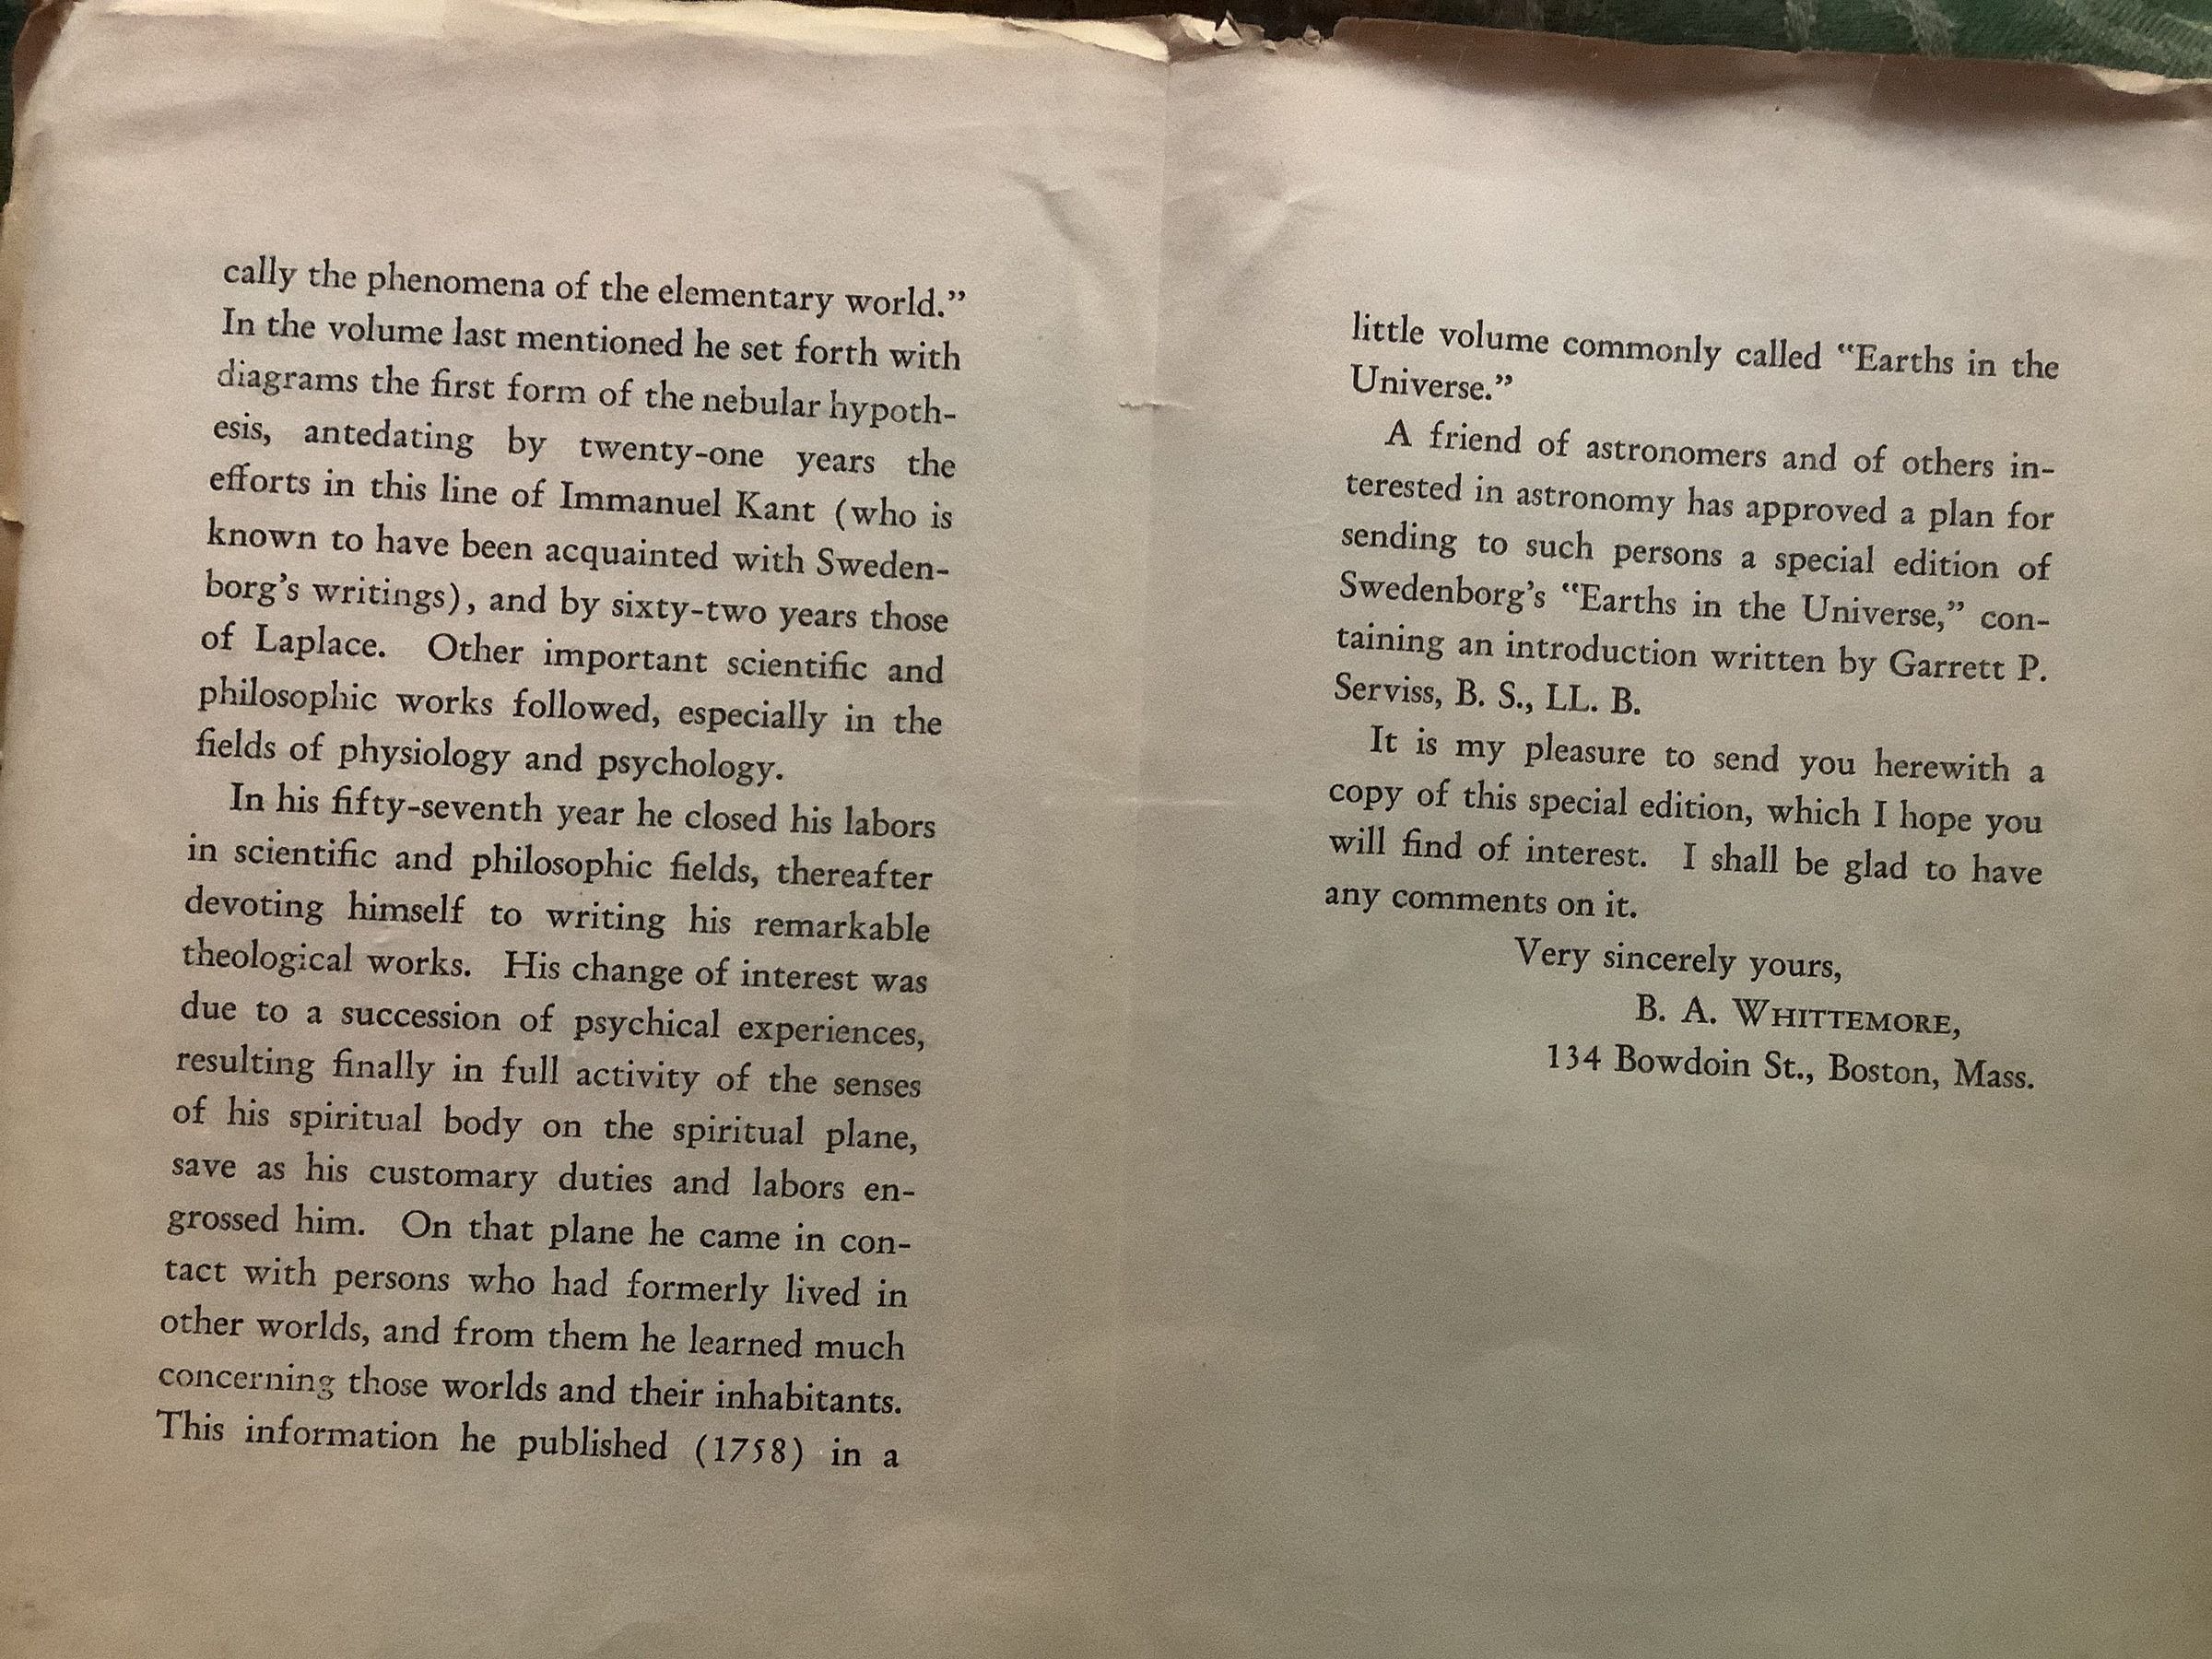 cally the phenomena of the elementary world.”
In the volume last mentioned he set forth with
diagrams the first form of the nebular hypoth-
esis, antedating by twenty-one years the
efforts in this line of Immanuel Kant (who is
known to have been acquainted with Sweden-
borg’s writings), and by sixty-two years those
of Laplace. Other important scientific and
philosophic works followed, especially in the
fields of physiology and psychology.
In his fifty-seventh year he closed his labors
in scientific and philosophic fields, thereafter
devoting himself to writing his remarkable
theological works. His change of interest was
due to a succession of psychical experiences,
resulting finally in full activity of the senses
of his spiritual body on the spiritual plane,
save as his customary duties and labors en-
grossed him. On that plane he came in con-
tact with persons who had formerly lived in
other worlds, and from them he learned much
concerning those worlds and their inhabitants.
This information he published (1758) in a
little volume commonly called “Earths in the
Universe.”
A friend of astronomers and of others in-
terested in astronomy has approved a plan for
sending to such persons a special edition of
Swedenborg’s “Earths in the Universe,” con-
taining an introduction written by Garrett P.
Serviss, B. S., LL. B.
It is my pleasure to send you herewith a
copy of this special edition, which I hope you
will find of interest. I shall be glad to have
any comments on it.
Very sincerely yours,
B. A. WHITTEMORE,
134 Bowdoin St., Boston, Mass.